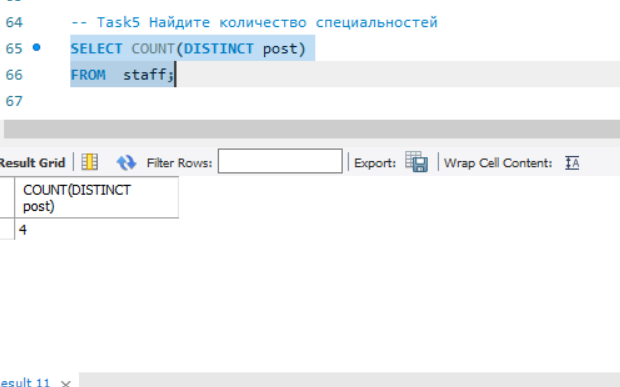 64 -- Task5 Найдите количество специальностей
65 SELECT COUNT(DISTINCT post)
66 FROM staff;
67
Result Grid Filter Rows: Export: Wrap Cell Content: IA
COUNT(DISTINCT
post)
4
esult 11 ×